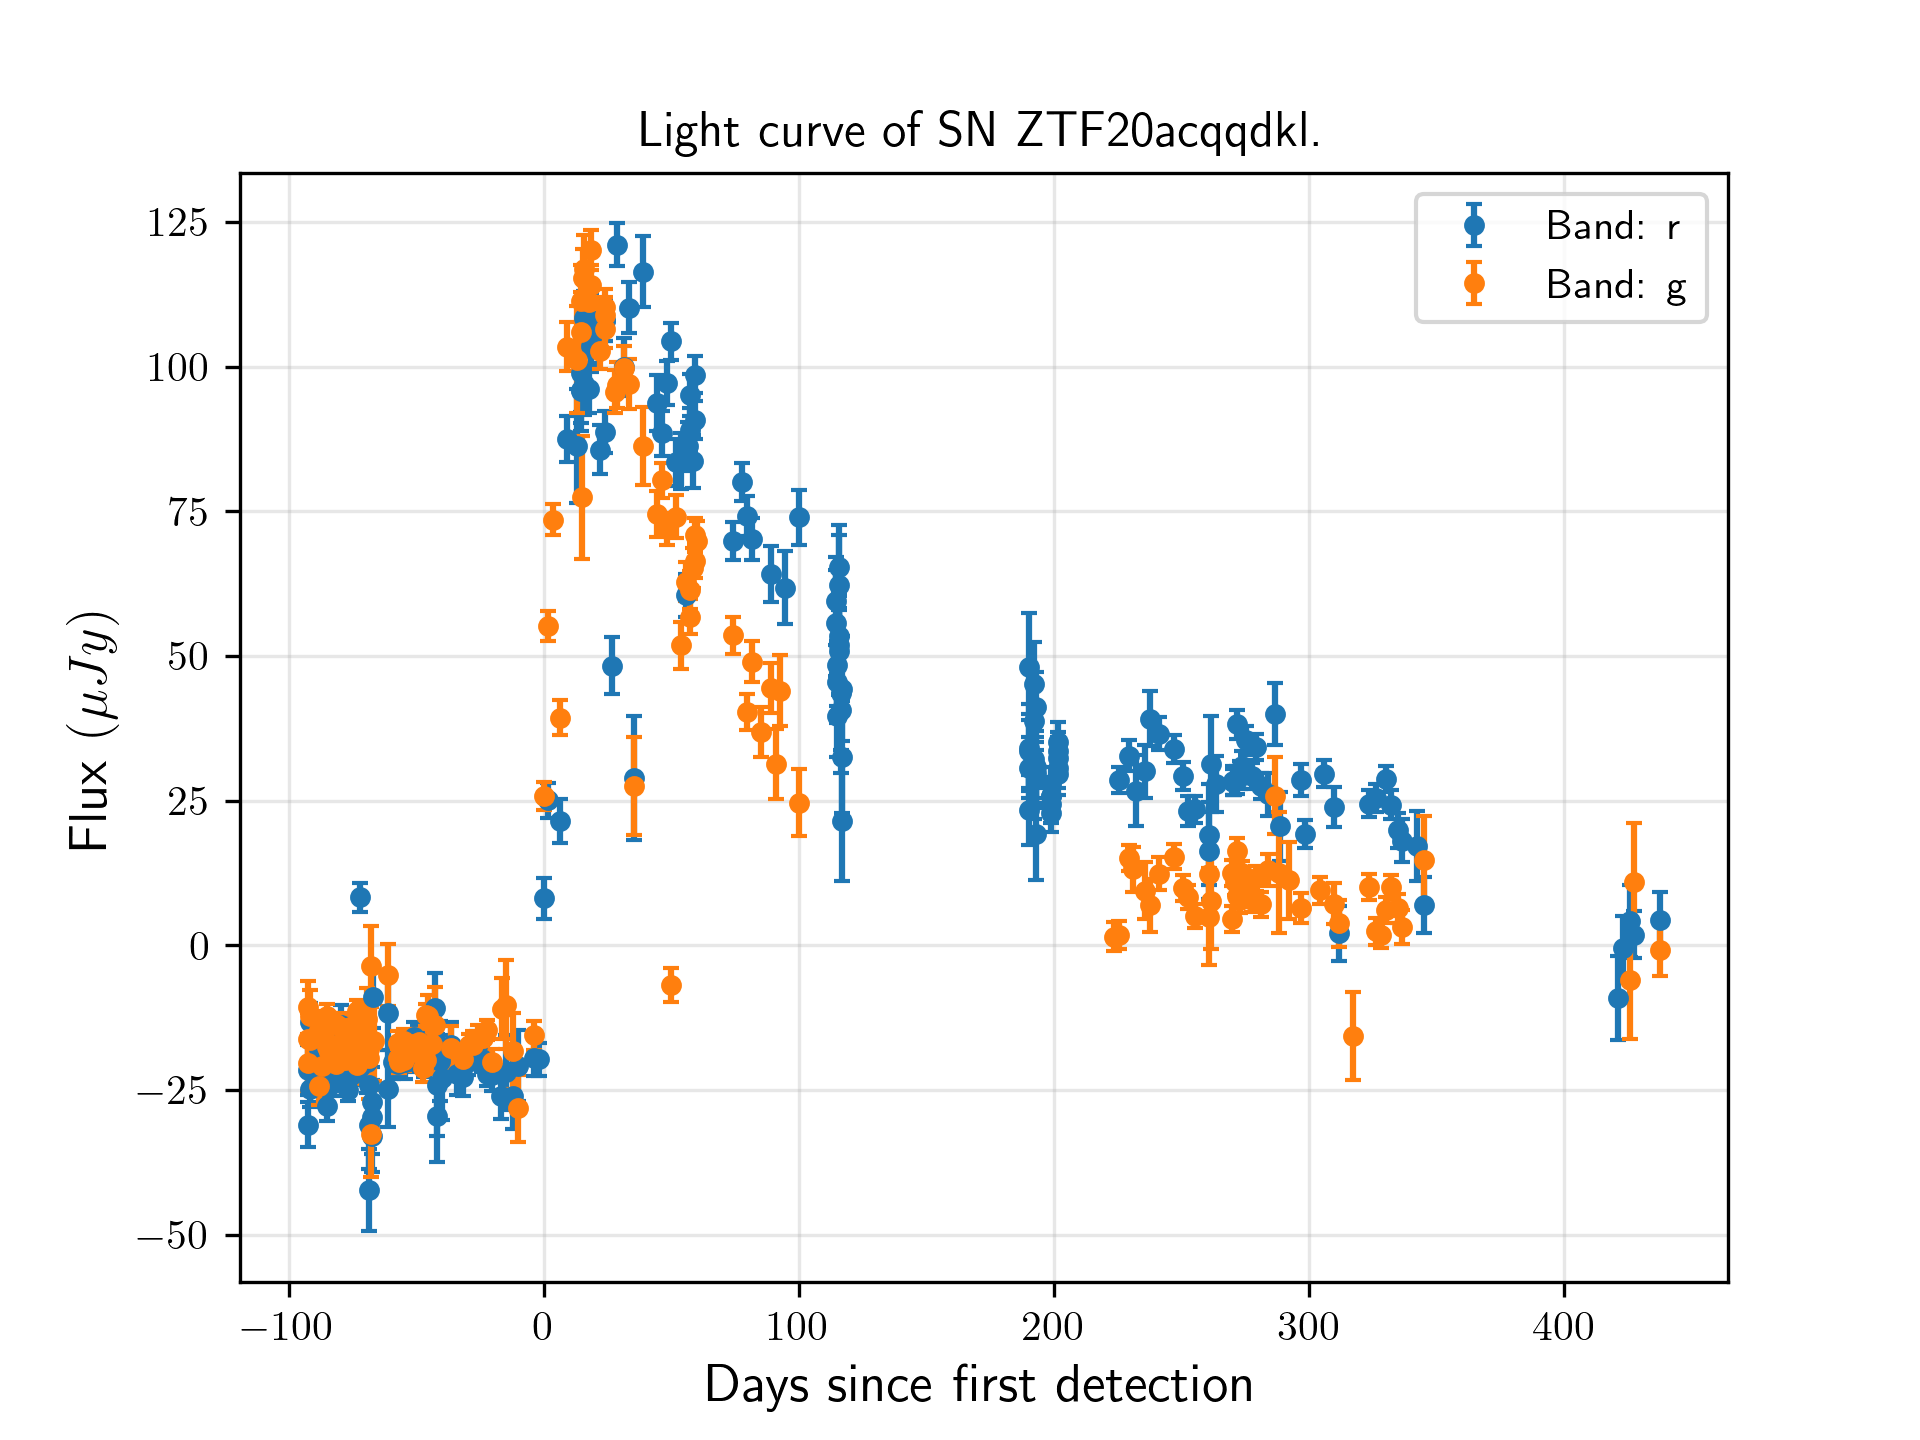 Light curve of SN ZTF20acqqdkl.
Band: r
Band: g
125
100
75
50
25
0
−25
−50
Flux (μJy)
−100 0 100 200 300 400
Days since first detection